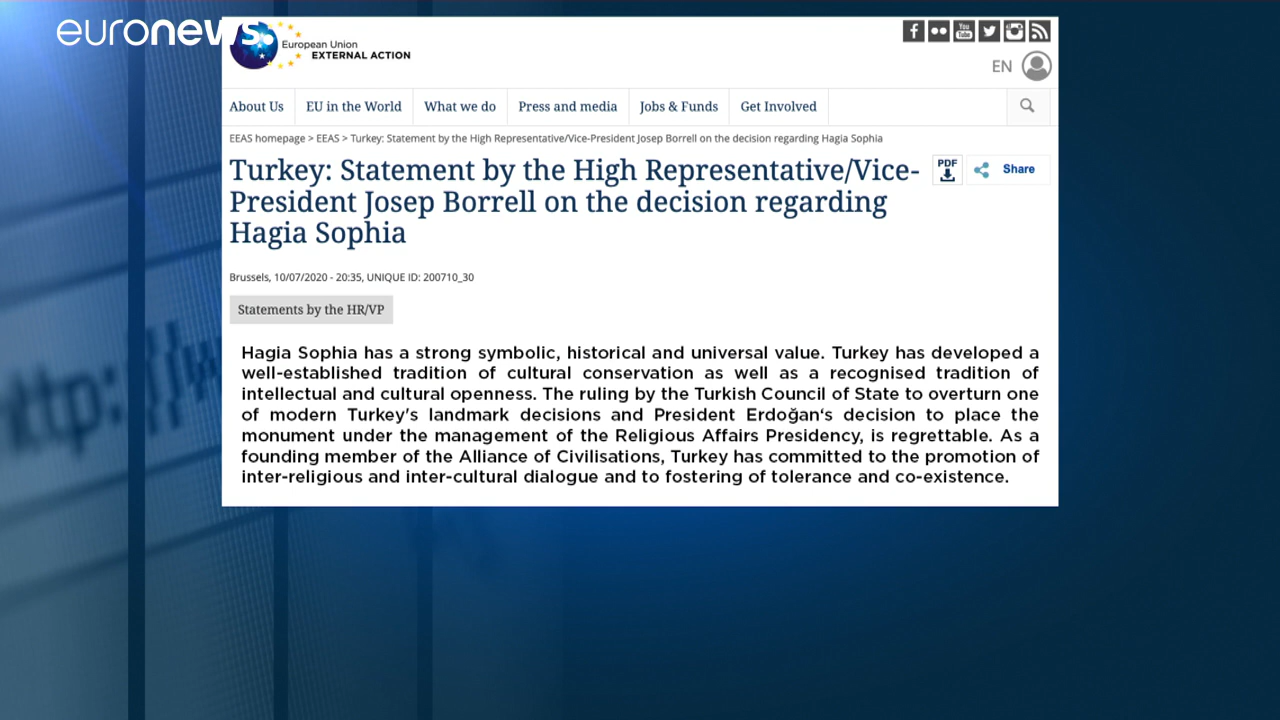 euronews.
European Union
EXTERNAL ACTION
You
Tube
EN
About Us EU in the World What we do Press and media Jobs & Funds Get Involved
EEAS homepage > EEAS > Turkey: Statement by the High Representative/Vice-President Josep Borrell on the decision regarding Hagia Sophia
Turkey: Statement by the High Representative/Vice-
President Josep Borrell on the decision regarding
Hagia Sophia
PDF
Share
Brussels, 10/07/2020 - 20:35, UNIQUE ID: 200710_30
Statements by the HR/VP
Hagia Sophia has a strong symbolic, historical and universal value. Turkey has developed a
well-established tradition of cultural conservation as well as a recognised tradition of
intellectual and cultural openness. The ruling by the Turkish Council of State to overturn one
of modern Turkey's landmark decisions and President Erdoğan‘s decision to place the
monument under the management of the Religious Affairs Presidency, is regrettable. As a
founding member of the Alliance of Civilisations, Turkey has committed to the promotion of
inter-religious and inter-cultural dialogue and to fostering of tolerance and co-existence.
http://w